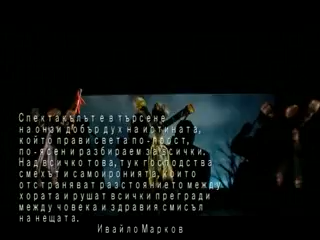 Спектакълът е в търсене
на онзи добър дух на истината,
който прави света по-прост,
по-ясен и разбираем за всички.
Над всичко това, тук господства
смехът и самоиронията, които
отстраняват разстоянието между
хората и рушат всички прегради
между човека и здравия смисъл
на нещата.
Ивайло Марков